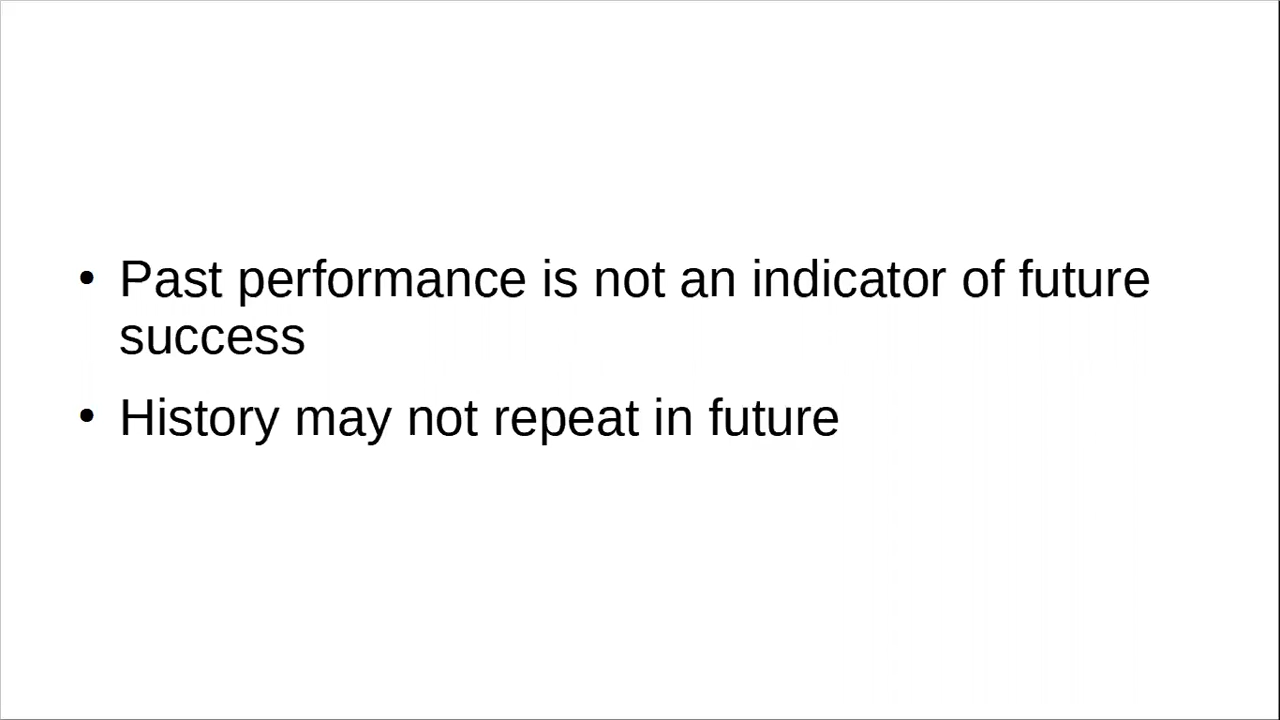 • Past performance is not an indicator of future
success
• History may not repeat in future